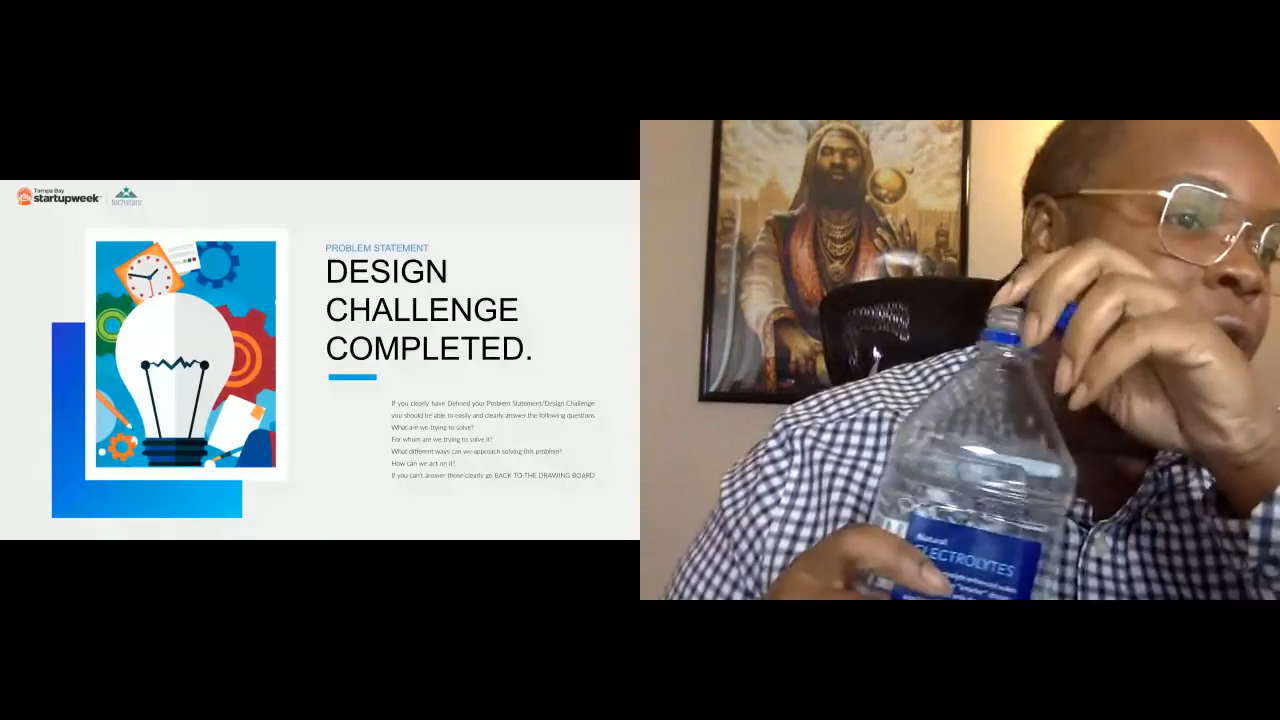 Tampa Bay
startupweek
techstars
PROBLEM STATEMENT
DESIGN
CHALLENGE
COMPLETED.
If you clearly have Defined your Problem Statement/Design Challenge
you should be able to easily and clearly answer the following questions
What are we trying to solve?
For whom are we trying to solve it?
What different ways can we approach solving this problem?
How can we act on it?
If you can't answer those clearly go BACK TO THE DRAWING BOARD
Natural
ELECTROLYTES